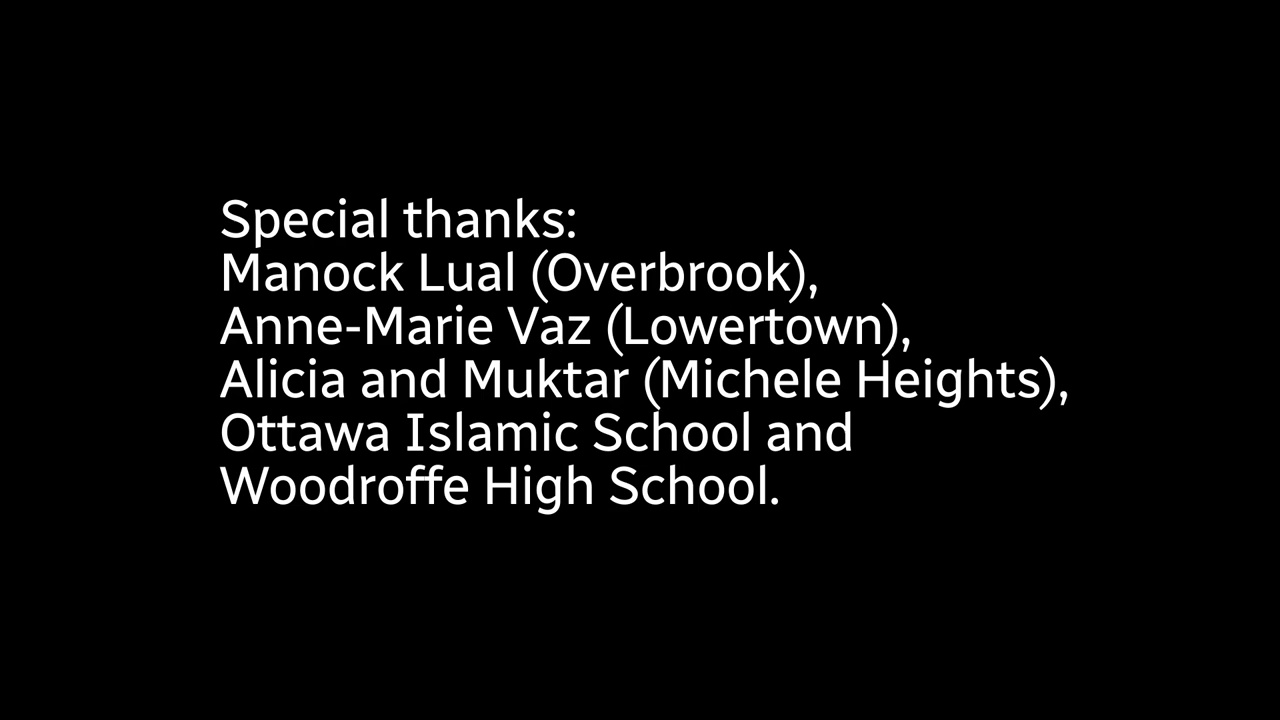 Special thanks:
Manock Lual (Overbrook),
Anne-Marie Vaz (Lowertown),
Alicia and Muktar (Michele Heights),
Ottawa Islamic School and
Woodroffe High School.